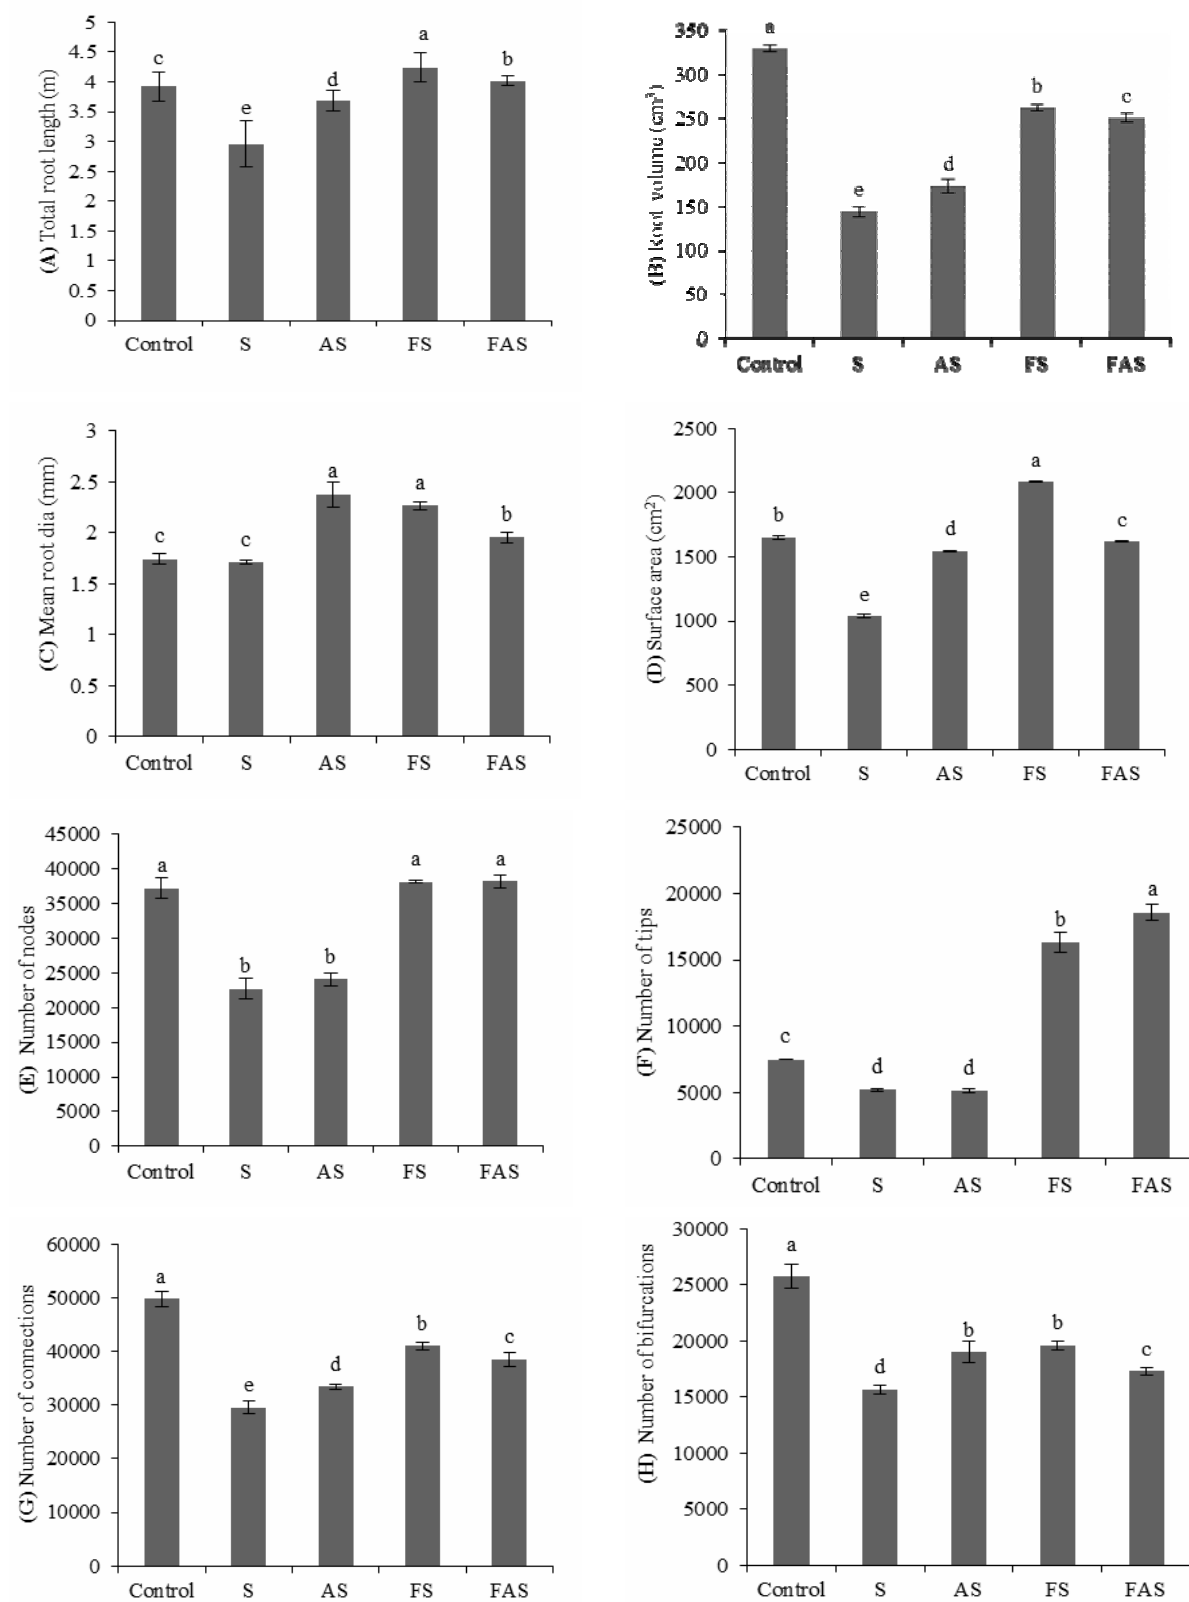 (A) Total root length (m)
5
4.5
4
3.5
3
2.5
2
1.5
1
0.5
0
c
e
d
a
b
Control S AS FS FAS
(B) Root volume (cm³)
350
300
250
200
150
100
50
0
a
e
d
b
c
Control S AS FS FAS
(C) Mean root dia (mm)
3
2.5
2
1.5
1
0.5
0
c
c
a
a
b
Control S AS FS FAS
(D) Surface area (cm²)
2500
2000
1500
1000
500
0
b
e
d
a
c
Control S AS FS FAS
(E) Number of nodes
45000
40000
35000
30000
25000
20000
15000
10000
5000
0
a
b
b
a
a
Control S AS FS FAS
(F) Number of tips
25000
20000
15000
10000
5000
0
c
d
d
b
a
Control S AS FS FAS
(G) Number of connections
60000
50000
40000
30000
20000
10000
0
a
e
d
b
c
Control S AS FS FAS
(H) Number of bifurcations
30000
25000
20000
15000
10000
5000
0
a
d
b
b
c
Control S AS FS FAS